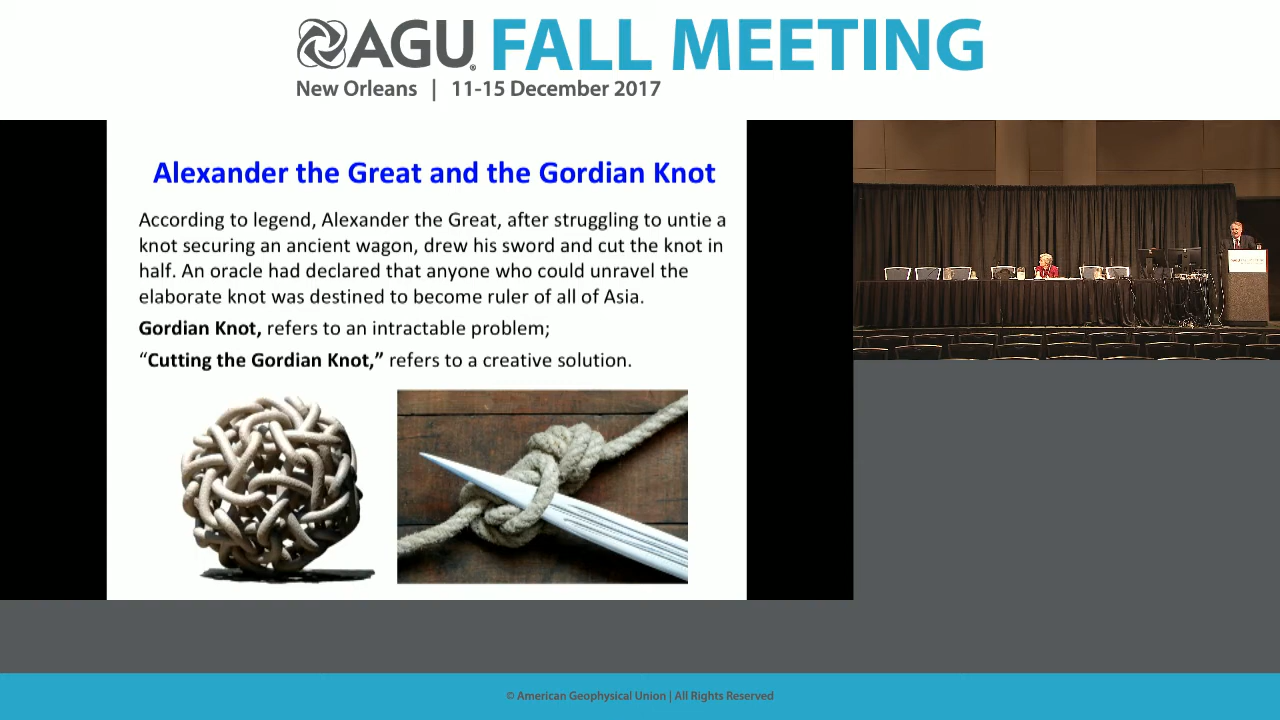 AGU FALL MEETING
New Orleans | 11-15 December 2017
Alexander the Great and the Gordian Knot
According to legend, Alexander the Great, after struggling to untie a
knot securing an ancient wagon, drew his sword and cut the knot in
half. An oracle had declared that anyone who could unravel the
elaborate knot was destined to become ruler of all of Asia.
Gordian Knot, refers to an intractable problem;
“Cutting the Gordian Knot,” refers to a creative solution.
© American Geophysical Union | All Rights Reserved